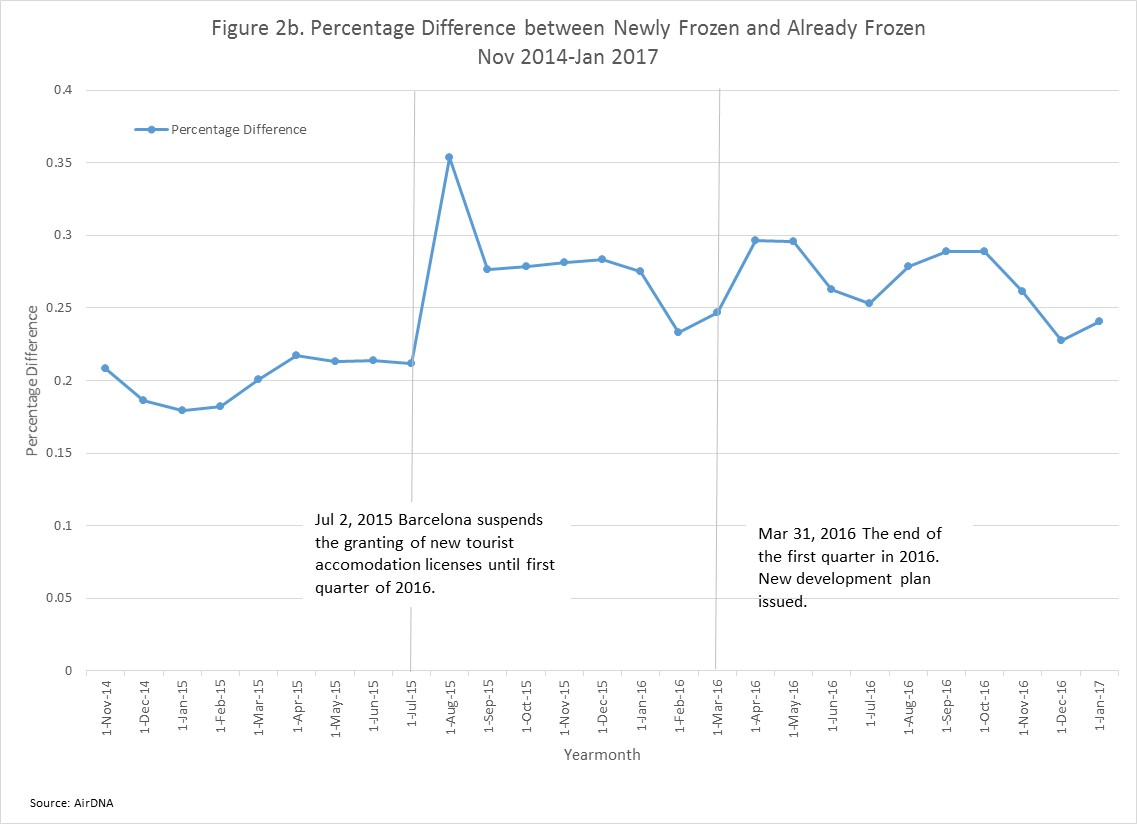 Figure 2b. Percentage Difference between Newly Frozen and Already Frozen
Nov 2014-Jan 2017
0.4
0.35
0.3
0.25
0.2
0.15
0.1
0.05
0
Percentage Difference
Percentage Difference
Jul 2, 2015 Barcelona suspends
the granting of new tourist
accomodation licenses until first
quarter of 2016.
Mar 31, 2016 The end of
the first quarter in 2016.
New development plan
issued.
1-Nov-14
1-Dec-14
1-Jan-15
1-Feb-15
1-Mar-15
1-Apr-15
1-May-15
1-Jun-15
1-Jul-15
1-Aug-15
1-Sep-15
1-Oct-15
1-Nov-15
1-Dec-15
1-Jan-16
1-Feb-16
1-Mar-16
1-Apr-16
1-May-16
1-Jun-16
1-Jul-16
1-Aug-16
1-Sep-16
1-Oct-16
1-Nov-16
1-Dec-16
1-Jan-17
Yearmonth
Source: AirDNA